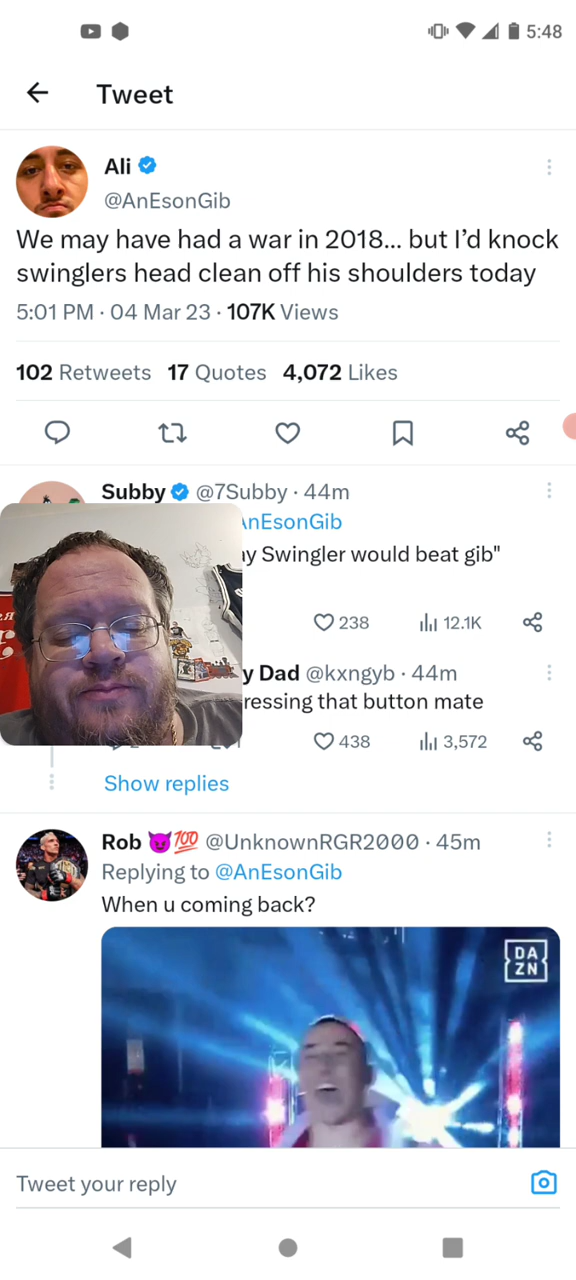 5:48
Tweet
Ali
@AnEsonGib
We may have had a war in 2018... but I'd knock
swinglers head clean off his shoulders today
5:01 PM · 04 Mar 23 · 107K Views
102 Retweets 17 Quotes 4,072 Likes
Subby @7Subby · 44m
AnEsonGib
Swingler would beat gib"
238 12.1K
Dad @kxngyb · 44m
that button mate
438 3,572
Show replies
Rob 😈💯 @UnknownRGR2000 · 45m
Replying to @AnEsonGib
When u coming back?
DA
ZN
Tweet your reply